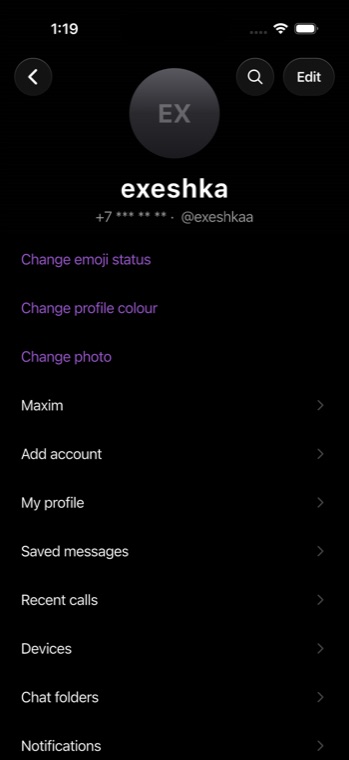 1:19
Edit
EX
exeshka
+7 *** ** ** · @exeshkaa
Change emoji status
Change profile colour
Change photo
Maxim
Add account
My profile
Saved messages
Recent calls
Devices
Chat folders
Notifications